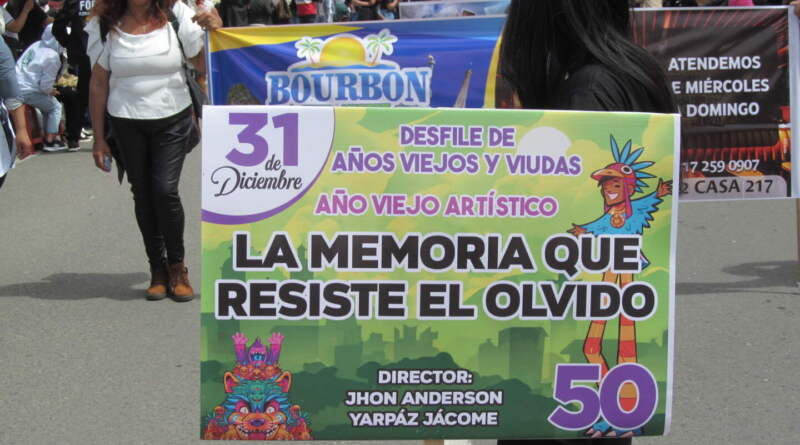 BOURBON
ATENDEMOS
DE MIÉRCOLES
A DOMINGO
17 259 0907
CASA 217
31
de
Diciembre
DESFILE DE
AÑOS VIEJOS Y VIUDAS
AÑO VIEJO ARTÍSTICO
LA MEMORIA QUE
RESISTE EL OLVIDO
DIRECTOR:
JHON ANDERSON
YARPÁZ JÁCOME
50